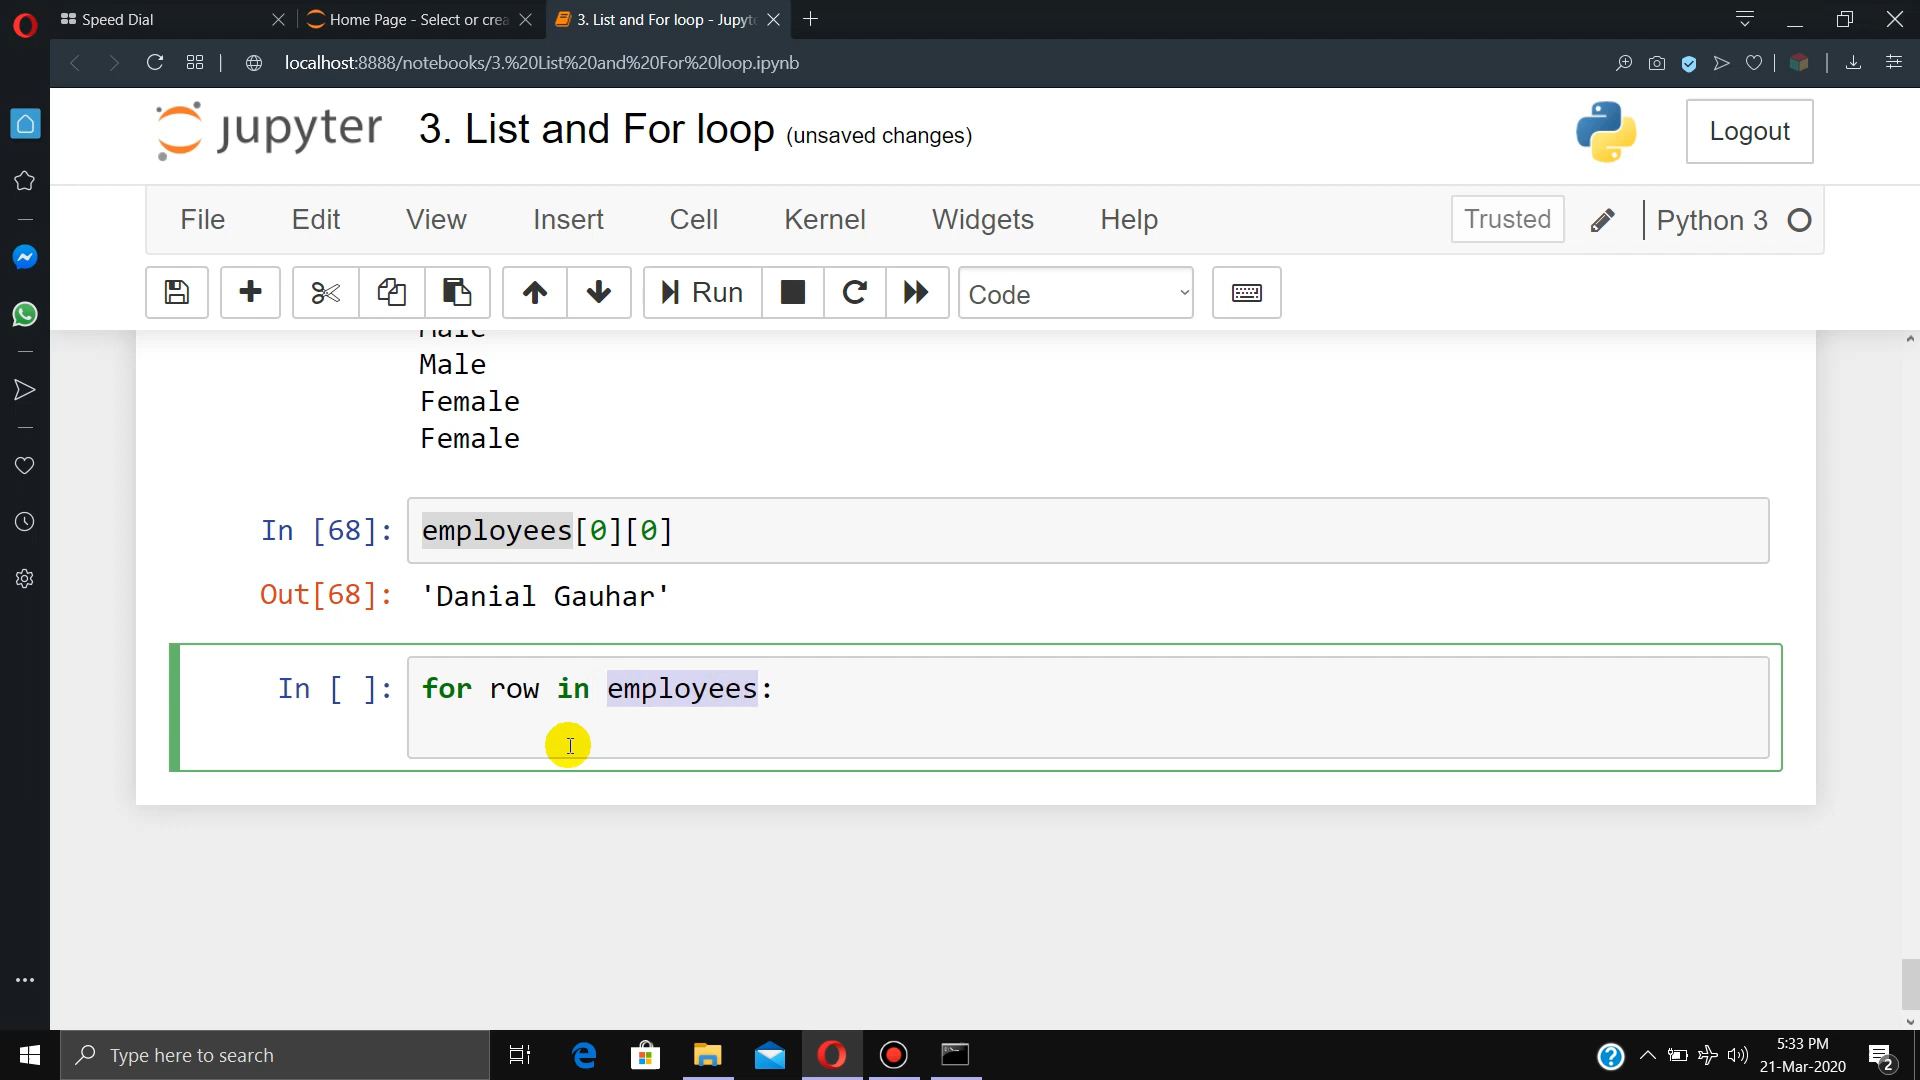 Speed Dial
Home Page - Select or crea
3. List and For loop - Jupyt
localhost:8888/notebooks/3.%20List%20and%20For%20loop.ipynb
jupyter 3. List and For loop (unsaved changes)
Logout
File Edit View Insert Cell Kernel Widgets Help
Trusted
Python 3
Run
Code
Male
Male
Female
Female
In [68]: employees[0][0]
Out[68]: 'Danial Gauhar'
In [ ]: for row in employees:
Type here to search
5:33 PM
21-Mar-2020
2